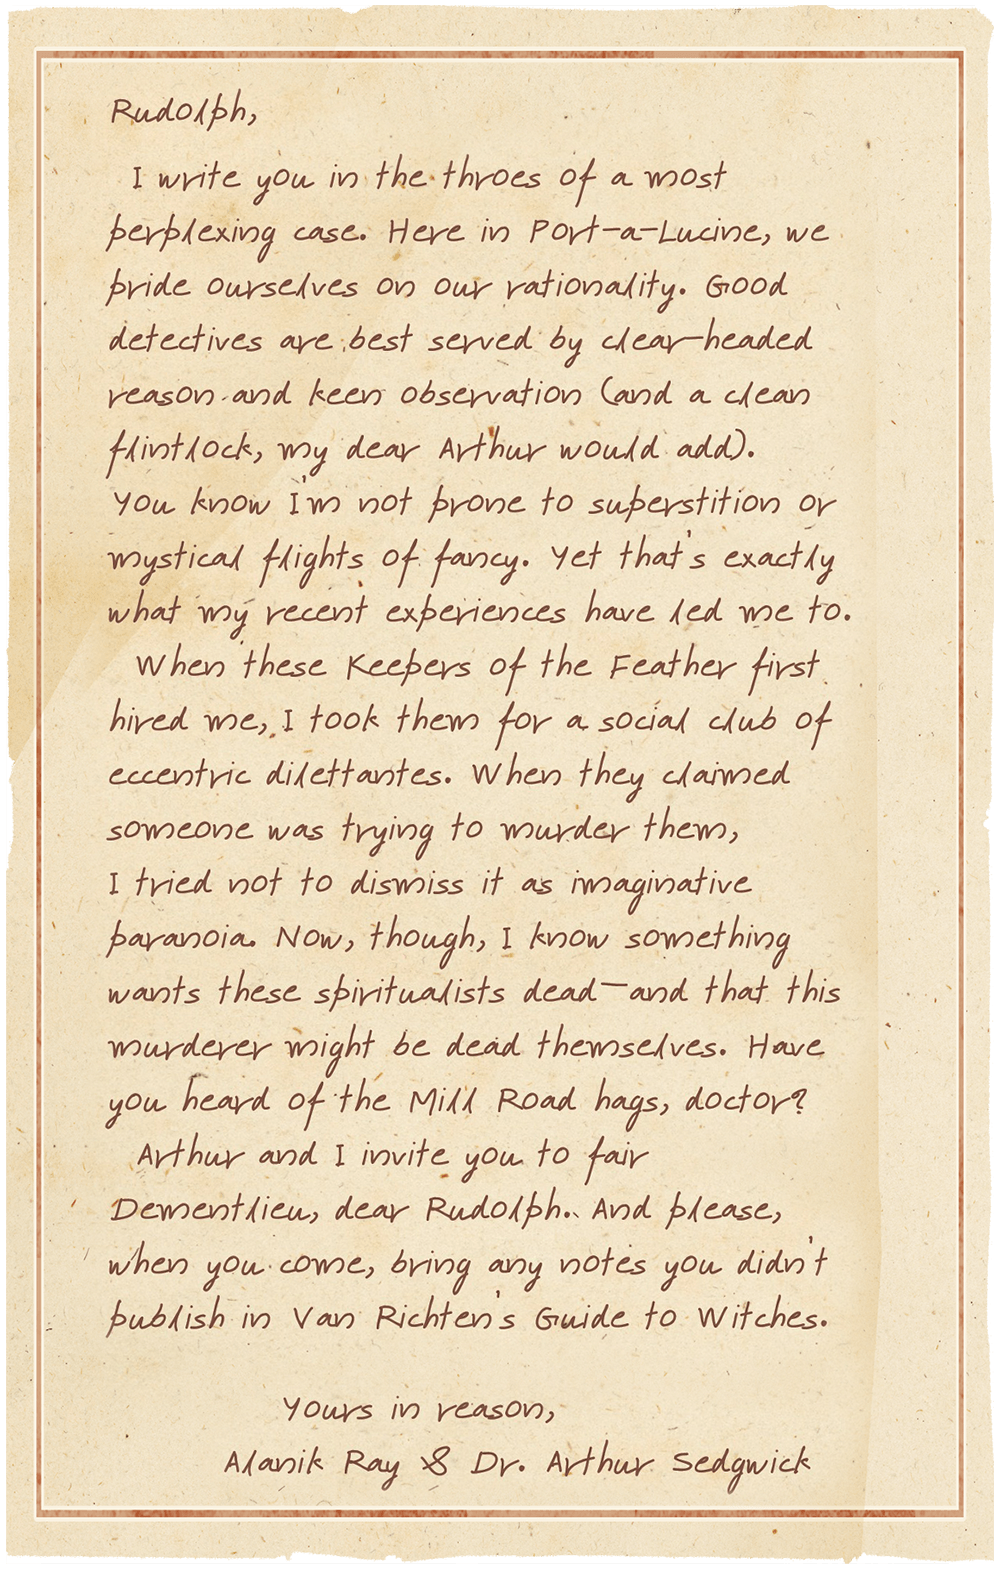 Rudolph,
I write you in the throes of a most
perplexing case. Here in Port-a-Lucine, we
pride ourselves on our rationality. Good
detectives are best served by clear-headed
reason and keen observation (and a clean
flintlock, my dear Arthur would add).
You know I'm not prone to superstition or
mystical flights of fancy. Yet that's exactly
what my recent experiences have led me to.
When these Keepers of the Feather first
hired me, I took them for a social club of
eccentric dilettantes. When they claimed
someone was trying to murder them,
I tried not to dismiss it as imaginative
paranoia. Now, though, I know something
wants these spiritualists dead—and that this
murderer might be dead themselves. Have
you heard of the Mill Road hags, doctor?
Arthur and I invite you to fair
Dementlieu, dear Rudolph. And please,
when you come, bring any notes you didn't
publish in Van Richten's Guide to Witches.
Yours in reason,
Alanik Ray & Dr. Arthur Sedgwick